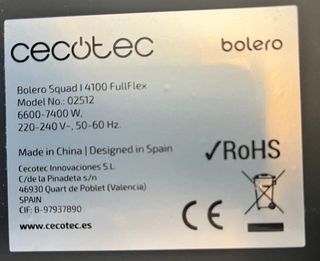 cecotec
bolero
Bolero Squad I 4100 FullFlex
Model No.: 02512
6600-7400 W,
220-240 V~, 50-60 Hz.
Made in China | Designed in Spain
✓RoHS
Cecotec Innovaciones S.L.
C/de la Pinadeta s/n
46930 Quart de Poblet (Valencia)
SPAIN
CIF: B-97937890
www.cecotec.es
CE